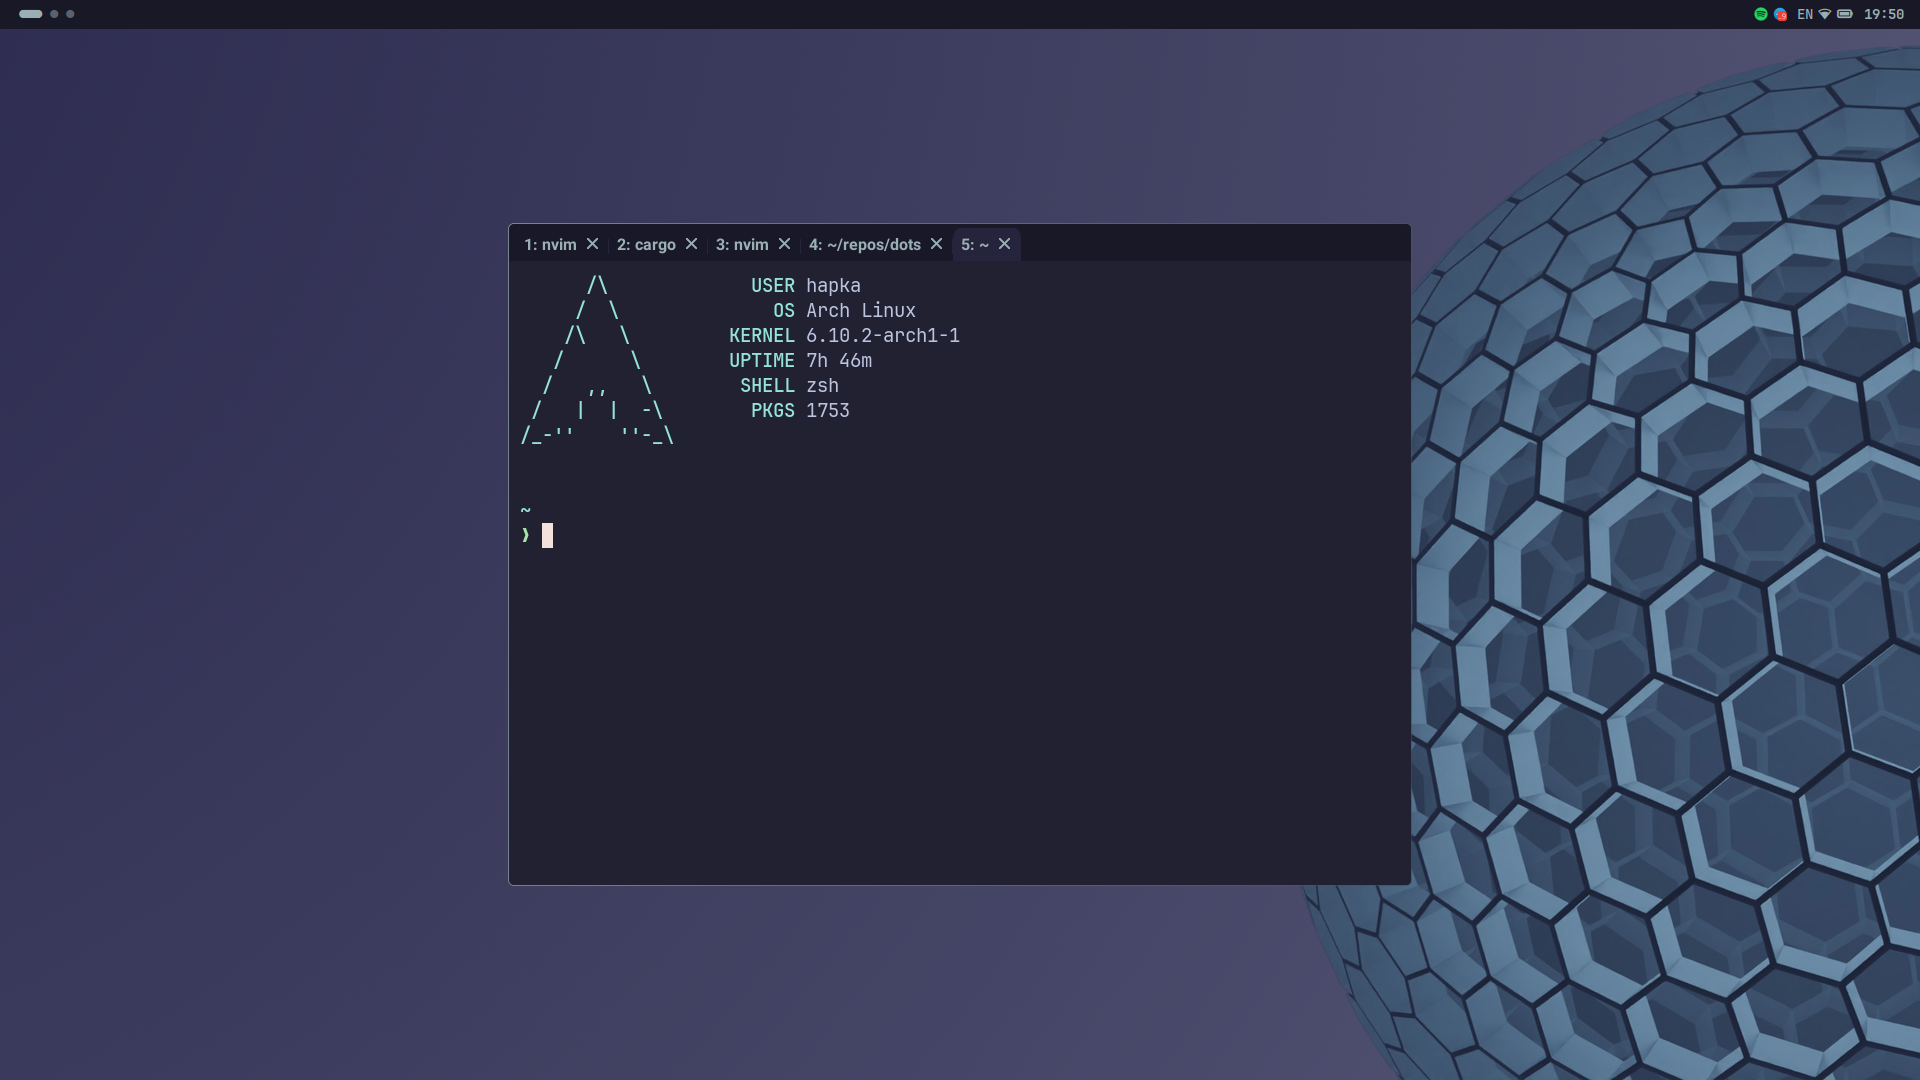 EN 19:50
1: nvim 2: cargo 3: nvim 4: ~/repos/dots 5: ~
USER hapka
OS Arch Linux
KERNEL 6.10.2-arch1-1
UPTIME 7h 46m
SHELL zsh
PKGS 1753
~
❯